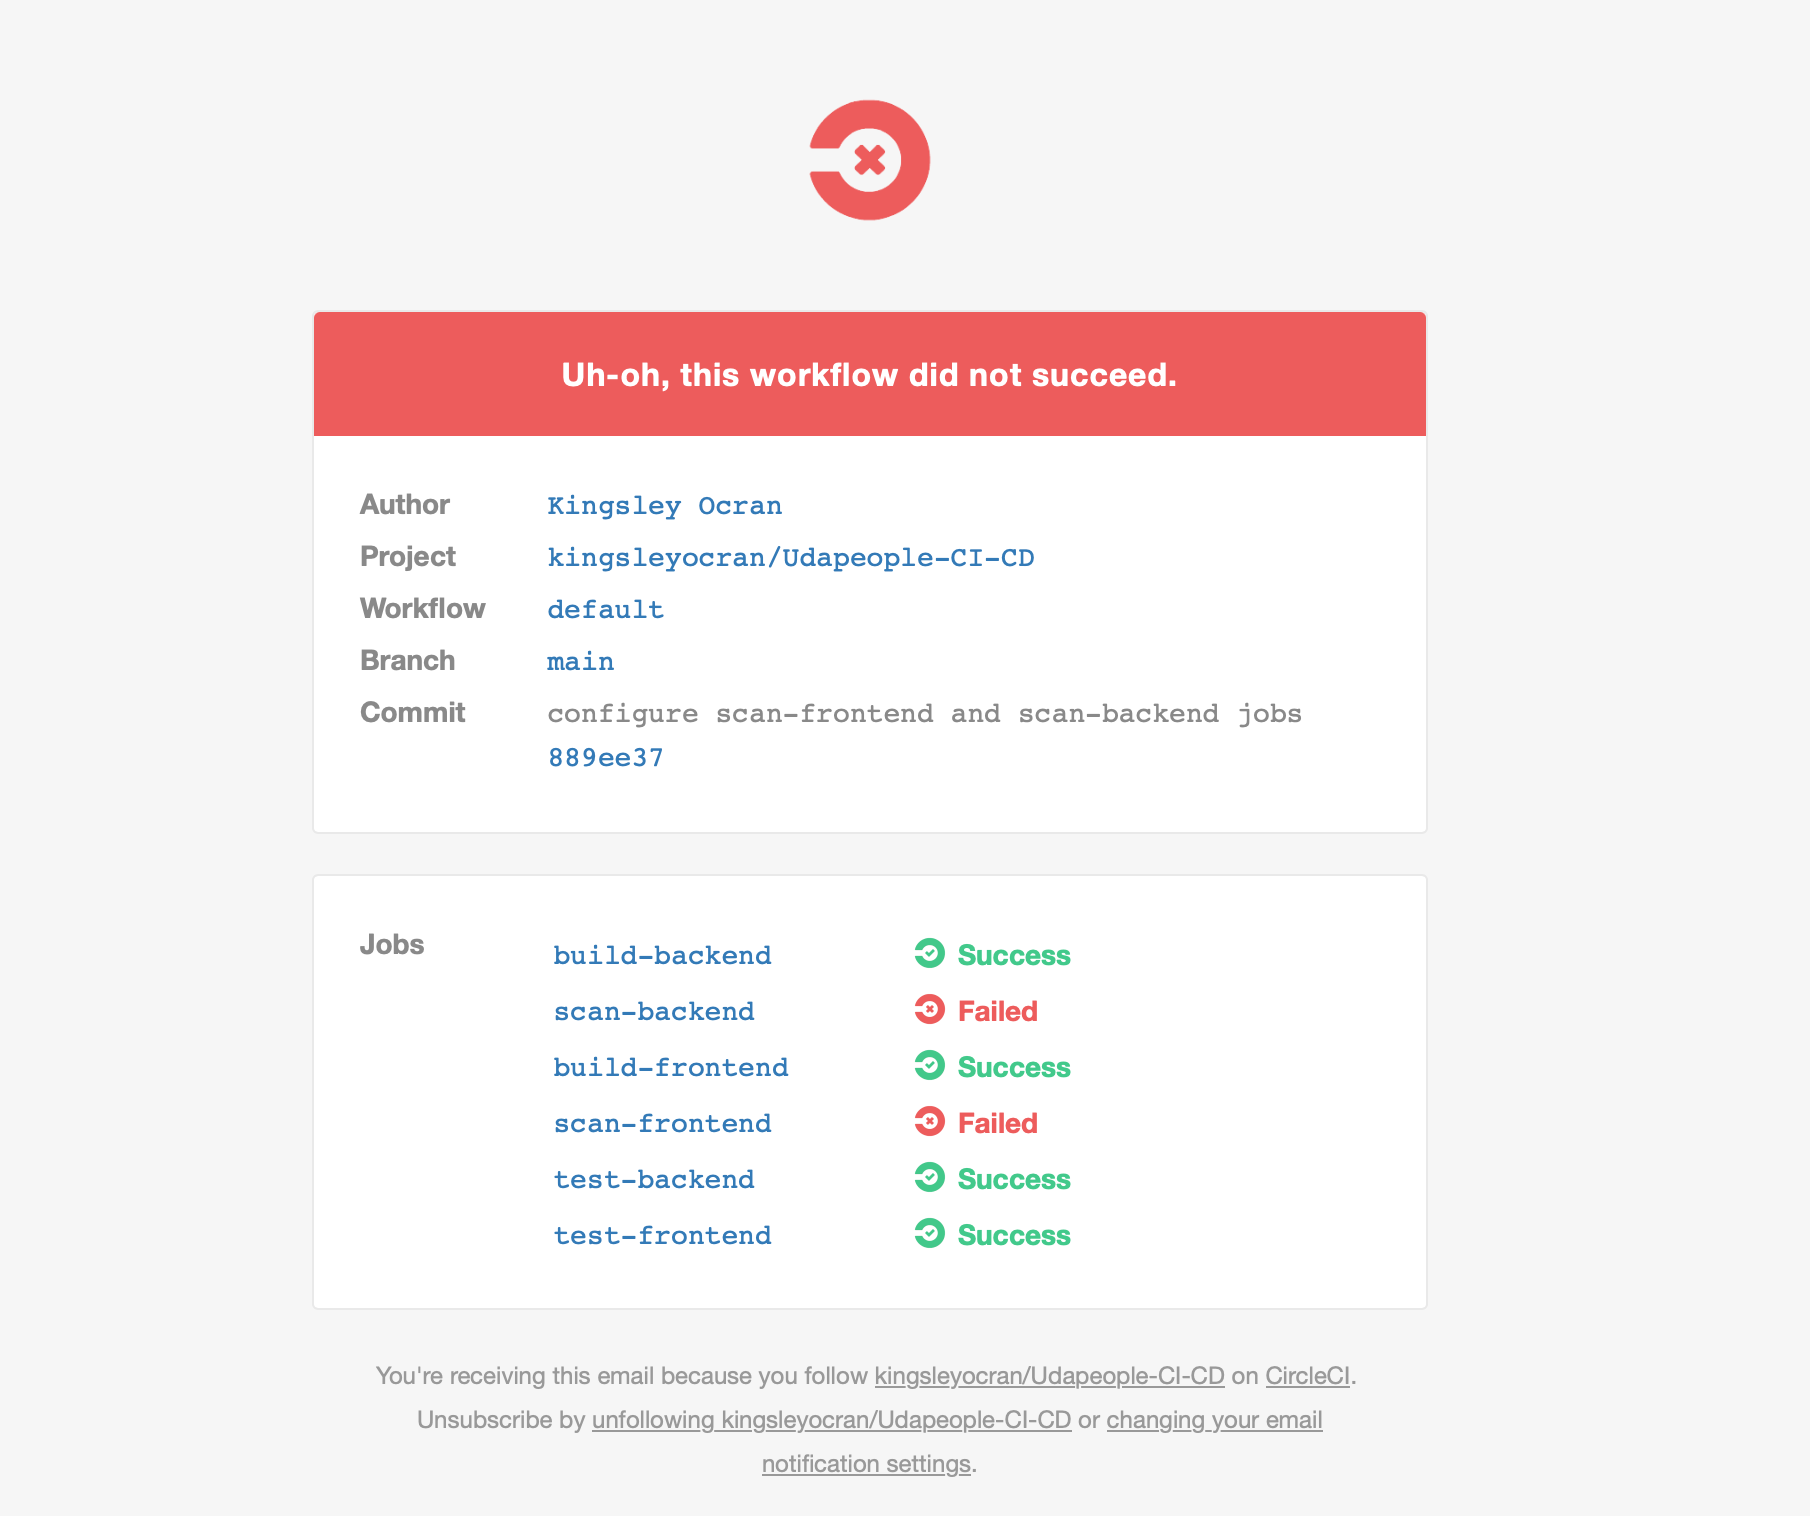 Uh-oh, this workflow did not succeed.
Author Kingsley Ocran
Project kingsleyocran/Udapeople-CI-CD
Workflow default
Branch main
Commit configure scan-frontend and scan-backend jobs
889ee37
Jobs build-backend Success
scan-backend Failed
build-frontend Success
scan-frontend Failed
test-backend Success
test-frontend Success
You're receiving this email because you follow kingsleyocran/Udapeople-CI-CD on CircleCI.
Unsubscribe by unfollowing kingsleyocran/Udapeople-CI-CD or changing your email
notification settings.